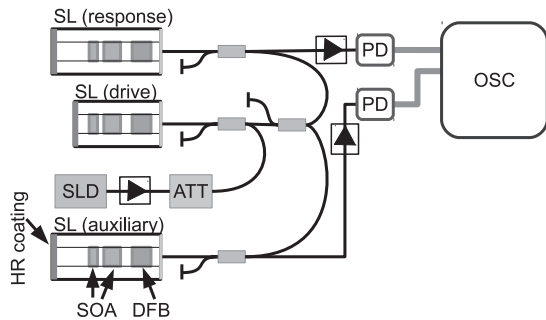 SL (response)
PD
OSC
SL (drive)
PD
SLD
ATT
SL (auxiliary)
HR coating
SOA
DFB